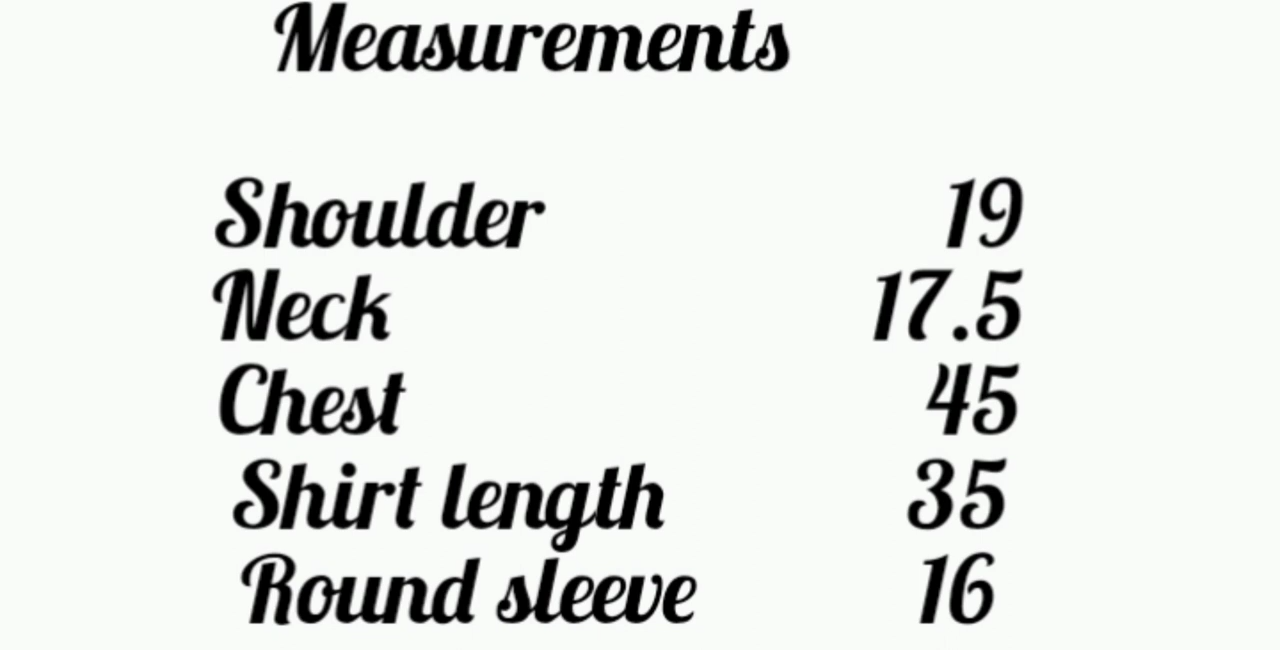 Measurements
Shoulder 19
Neck 17.5
Chest 45
Shirt length 35
Round sleeve 16